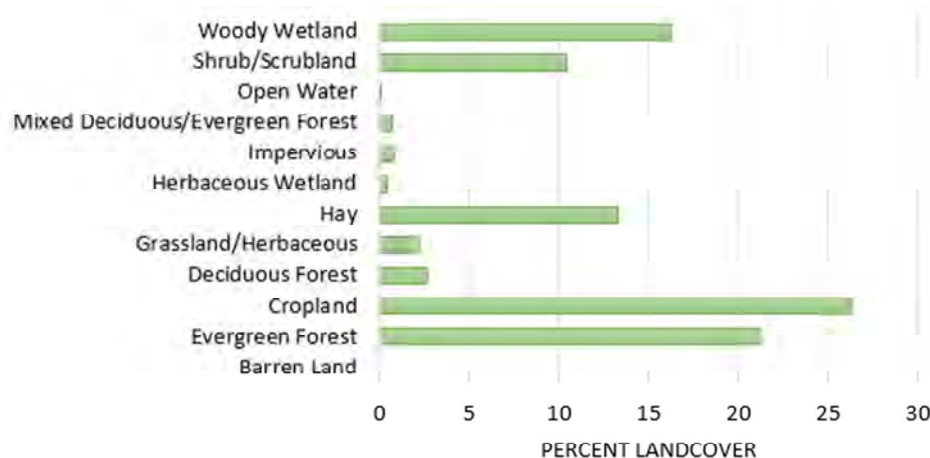 Woody Wetland
Shrub/Scrubland
Open Water
Mixed Deciduous/Evergreen Forest
Impervious
Herbaceous Wetland
Hay
Grassland/Herbaceous
Deciduous Forest
Cropland
Evergreen Forest
Barren Land
0 5 10 15 20 25 30
PERCENT LANDCOVER